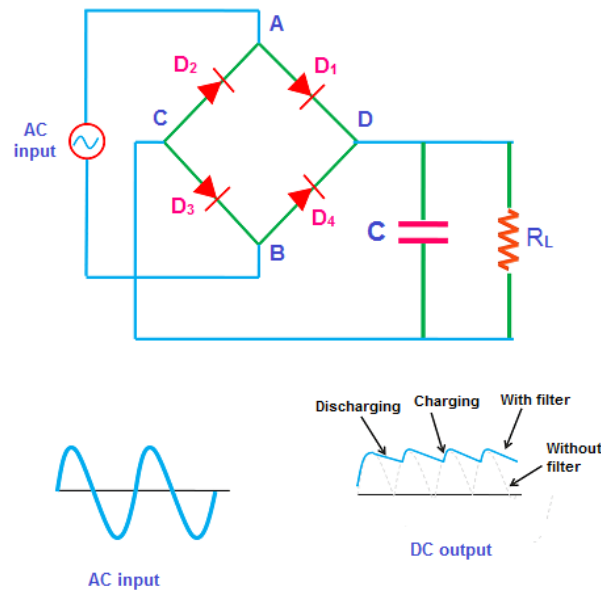 A
D2
D1
C
D
AC
input
D3
D4
B
C
RL
Discharging
Charging
With filter
Without
filter
DC output
AC input